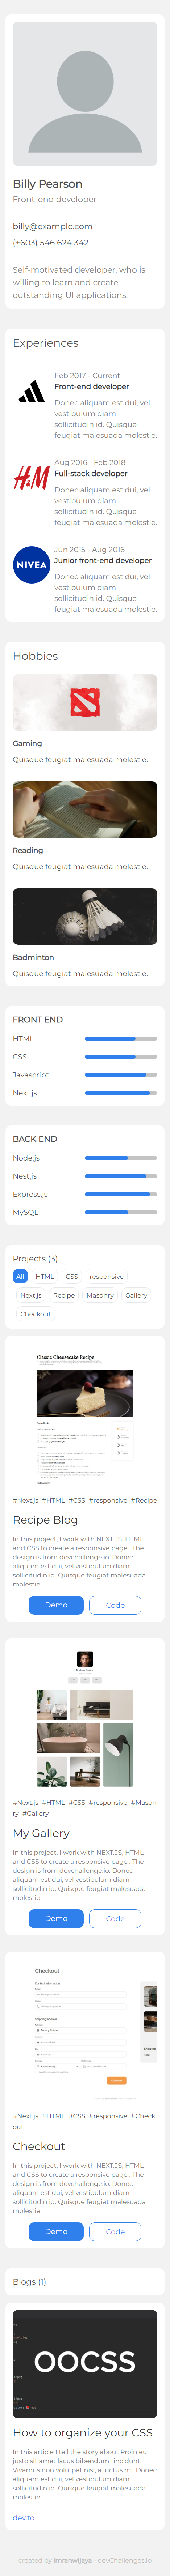 Billy Pearson
Front-end developer
billy@example.com
(+603) 546 624 342
Self-motivated developer, who is
willing to learn and create
outstanding UI applications.
Experiences
Feb 2017 - Current
Front-end developer
Donec aliquam est dui, vel
vestibulum diam
sollicitudin id. Quisque
feugiat malesuada molestie.
H&M
Aug 2016 - Feb 2018
Full-stack developer
Donec aliquam est dui, vel
vestibulum diam
sollicitudin id. Quisque
feugiat malesuada molestie.
NIVEA
Jun 2015 - Aug 2016
Junior front-end developer
Donec aliquam est dui, vel
vestibulum diam
sollicitudin id. Quisque
feugiat malesuada molestie.
Hobbies
Gaming
Quisque feugiat malesuada molestie.
Reading
Quisque feugiat malesuada molestie.
Badminton
Quisque feugiat malesuada molestie.
FRONT END
HTML
CSS
Javascript
Next.js
BACK END
Node.js
Nest.js
Express.js
MySQL
Projects (3)
All HTML CSS responsive
Next.js Recipe Masonry Gallery
Checkout
Classic Cheesecake Recipe
#Next.js #HTML #CSS #responsive #Recipe
Recipe Blog
In this project, I work with NEXT.JS, HTML
and CSS to create a responsive page . The
design is from devchallenge.io. Donec
aliquam est dui, vel vestibulum diam
sollicitudin id. Quisque feugiat malesuada
molestie.
Demo Code
#Next.js #HTML #CSS #responsive #Mason
ry #Gallery
My Gallery
In this project, I work with NEXT.JS, HTML
and CSS to create a responsive page . The
design is from devchallenge.io. Donec
aliquam est dui, vel vestibulum diam
sollicitudin id. Quisque feugiat malesuada
molestie.
Demo Code
Checkout
#Next.js #HTML #CSS #responsive #Check
out
Checkout
In this project, I work with NEXT.JS, HTML
and CSS to create a responsive page . The
design is from devchallenge.io. Donec
aliquam est dui, vel vestibulum diam
sollicitudin id. Quisque feugiat malesuada
molestie.
Demo Code
Blogs (1)
OOCSS
How to organize your CSS
In this article I tell the story about Proin eu
justo sit amet lacus bibendum tincidunt.
Vivamus non volutpat nisl, a luctus mi. Donec
aliquam est dui, vel vestibulum diam
sollicitudin id. Quisque feugiat malesuada
molestie.
dev.to
created by imranwijaya - devChallenges.io